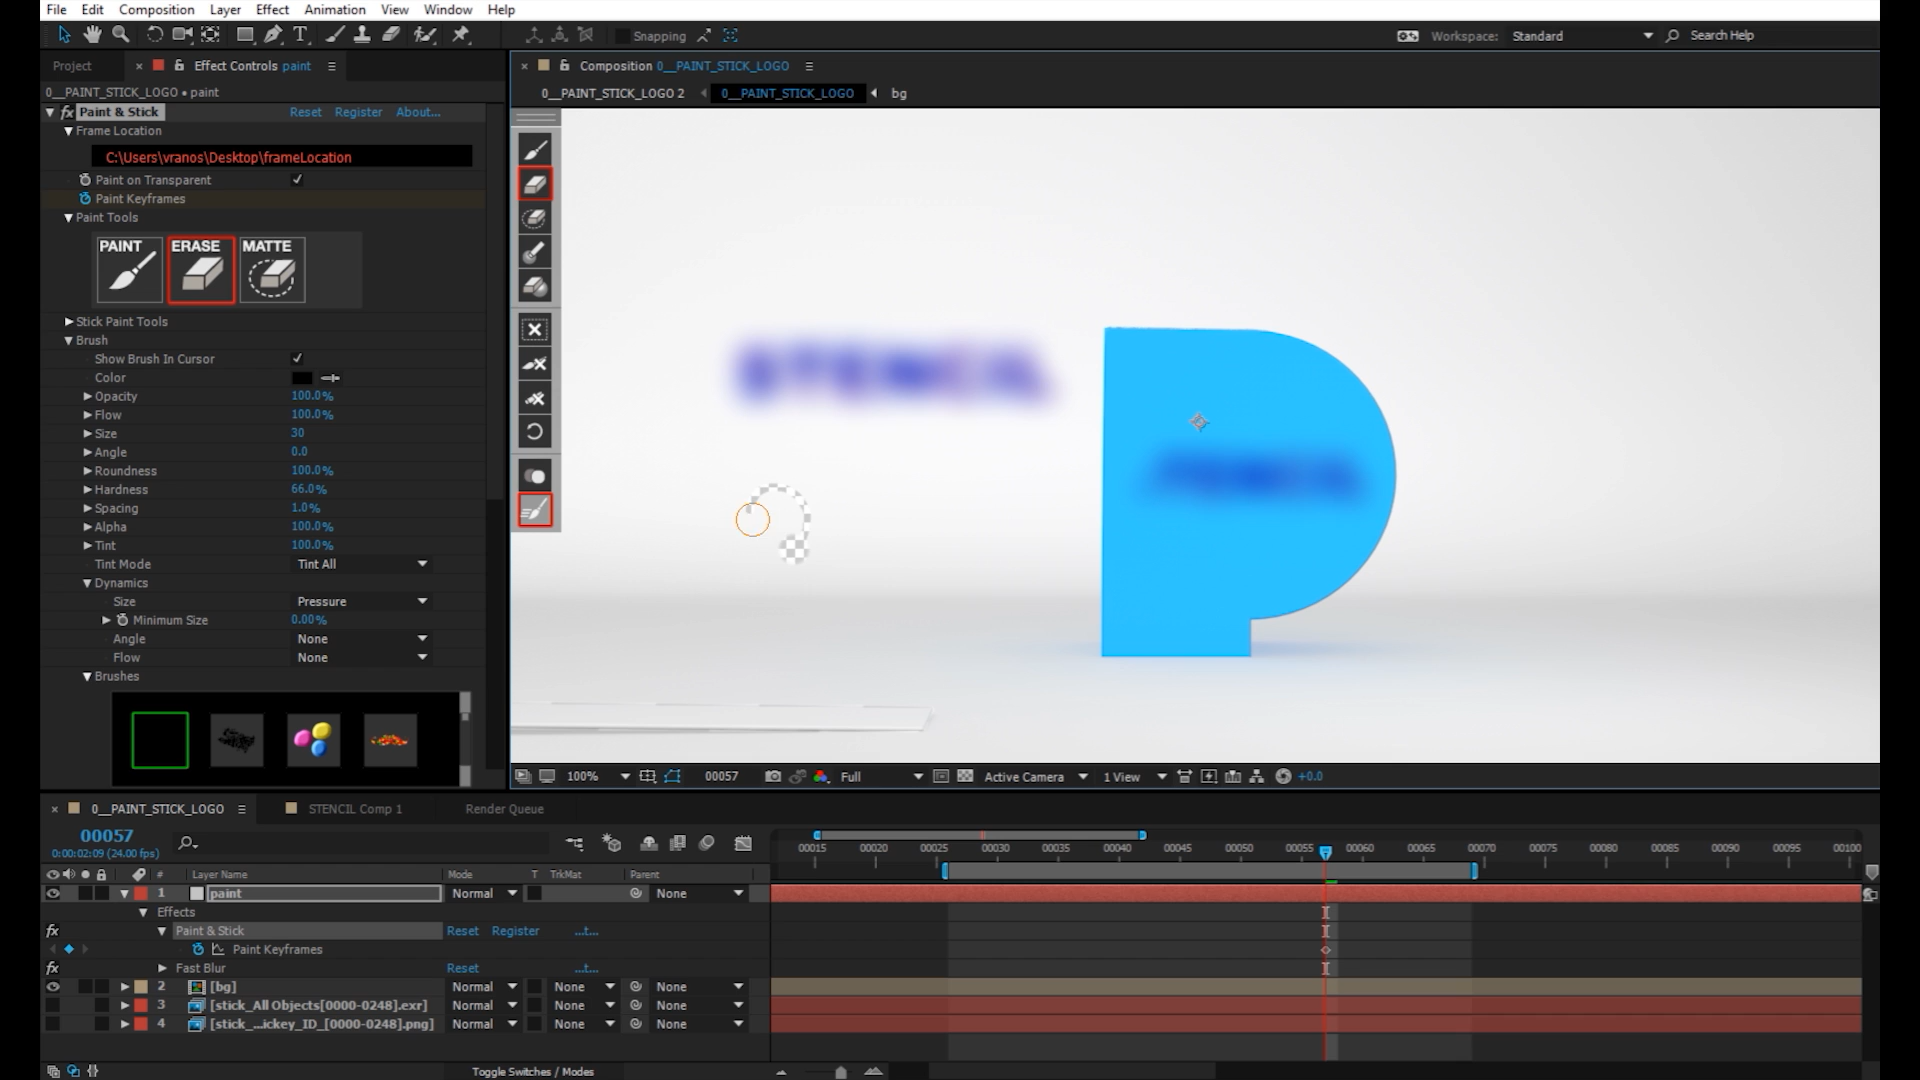 File Edit Composition Layer Effect Animation View Window Help
Snapping
Workspace: Standard Search Help
Project × Effect Controls paint
× Composition 0__PAINT_STICK_LOGO
0__PAINT_STICK_LOGO • paint
0__PAINT_STICK_LOGO 2 0__PAINT_STICK_LOGO bg
fx Paint & Stick Reset Register About...
Frame Location
C:\Users\vranos\Desktop\frameLocation
Paint on Transparent
Paint Keyframes
Paint Tools
PAINT ERASE MATTE
Stick Paint Tools
Brush
Show Brush In Cursor
Color
Opacity 100.0%
Flow 100.0%
Size 30
Angle 0.0
Roundness 100.0%
Hardness 66.0%
Spacing 1.0%
Alpha 100.0%
Tint 100.0%
Tint Mode Tint All
Dynamics
Size Pressure
Minimum Size 0.00%
Angle None
Flow None
Brushes
STENCIL
STENCIL
100% 00057 Full Active Camera 1 View +0.0
× 0__PAINT_STICK_LOGO STENCIL Comp 1 Render Queue
00057
0:00:02:09 (24.00 fps)
00015 00020 00025 00030 00035 00040 00045 00050 00055 00060 00065 00070 00075 00080 00085 00090 00095 00100
# Layer Name Mode T TrkMat Parent
1 paint Normal None
Effects
fx Paint & Stick Reset Register ...t...
Paint Keyframes
fx Fast Blur Reset ...t...
2 [bg] Normal None None
3 [stick_All Objects[0000-0248].exr] Normal None None
4 [stick_...ickey_ID_[0000-0248].png] Normal None None
Toggle Switches / Modes